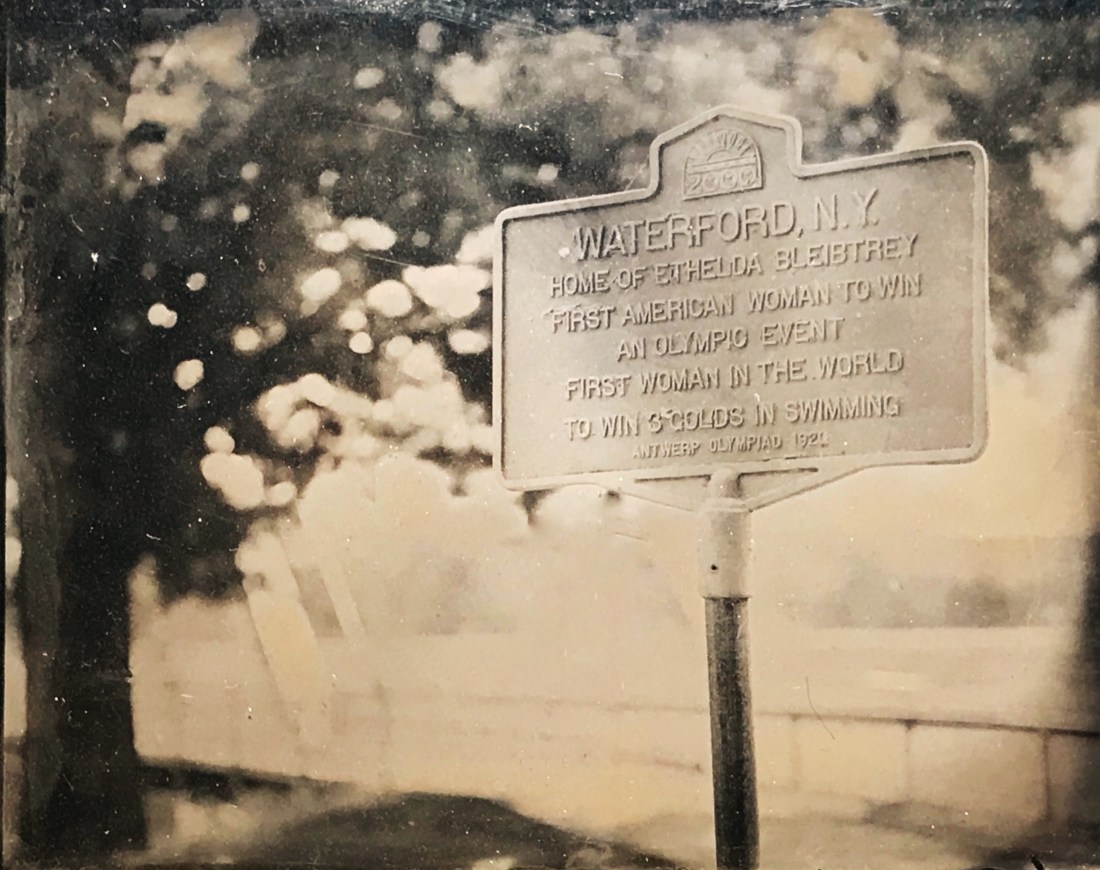 2000
WATERFORD, N.Y.
HOME OF ETHELDA BLEIBTREY
FIRST AMERICAN WOMAN TO WIN
AN OLYMPIC EVENT
FIRST WOMAN IN THE WORLD
TO WIN 3 GOLDS IN SWIMMING
ANTWERP OLYMPIAD 1920